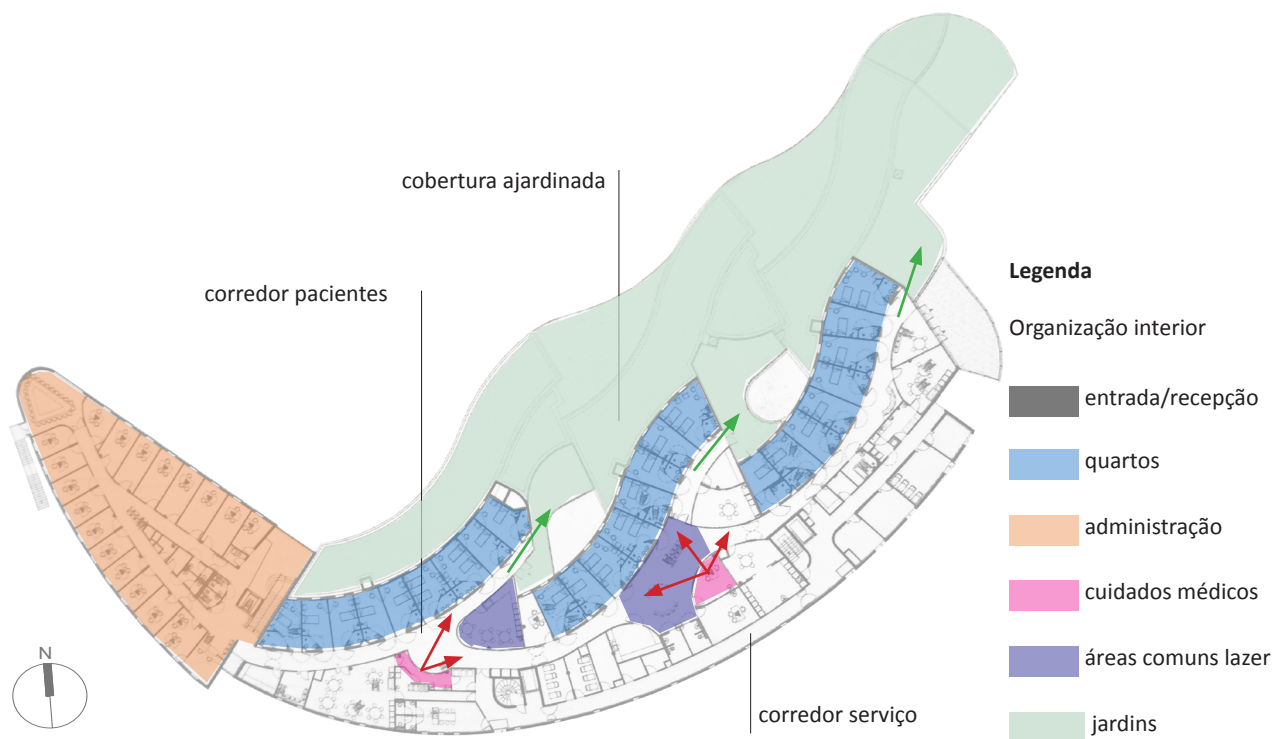 cobertura ajardinada
corredor pacientes
Legenda
Organização interior
entrada/recepção
quartos
administração
cuidados médicos
áreas comuns lazer
jardins
corredor serviço
N